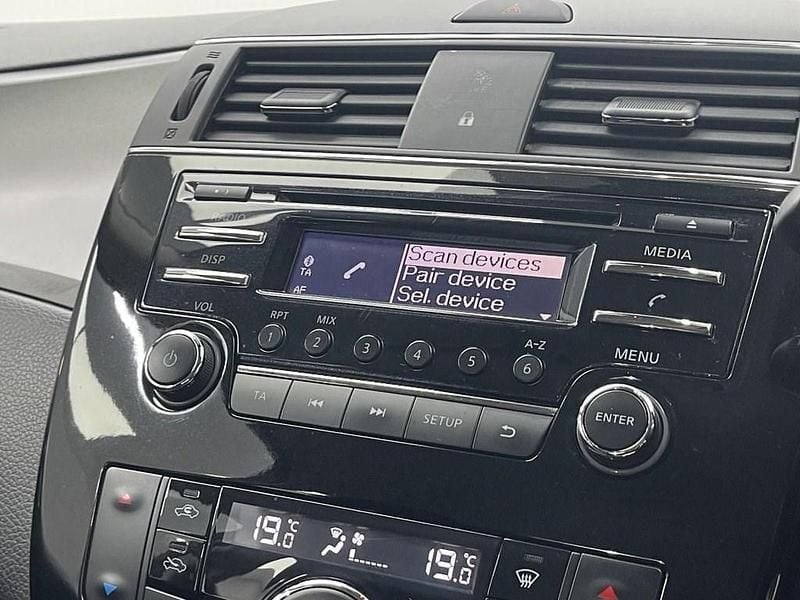 RADIO
MEDIA
DISP
TA
AF
Scan devices
Pair device
Sel. device
VOL
RPT
MIX
A-Z
MENU
1
2
3
4
5
6
TA
SETUP
ENTER
19.0°C
19.0°C